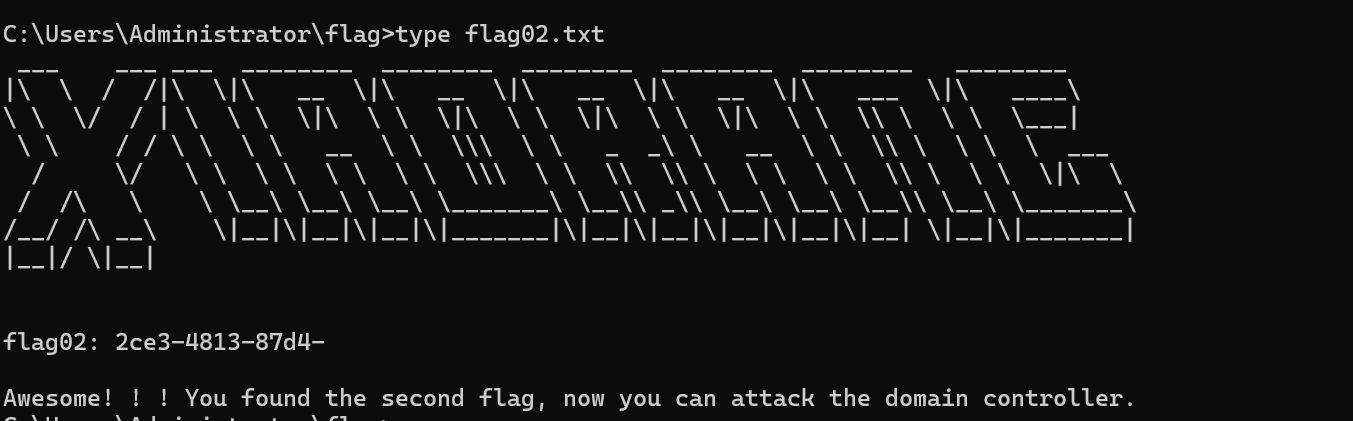 C:\Users\Administrator\flag>type flag02.txt
XIAORANG
flag02: 2ce3-4813-87d4-
Awesome! ! ! You found the second flag, now you can attack the domain controller.